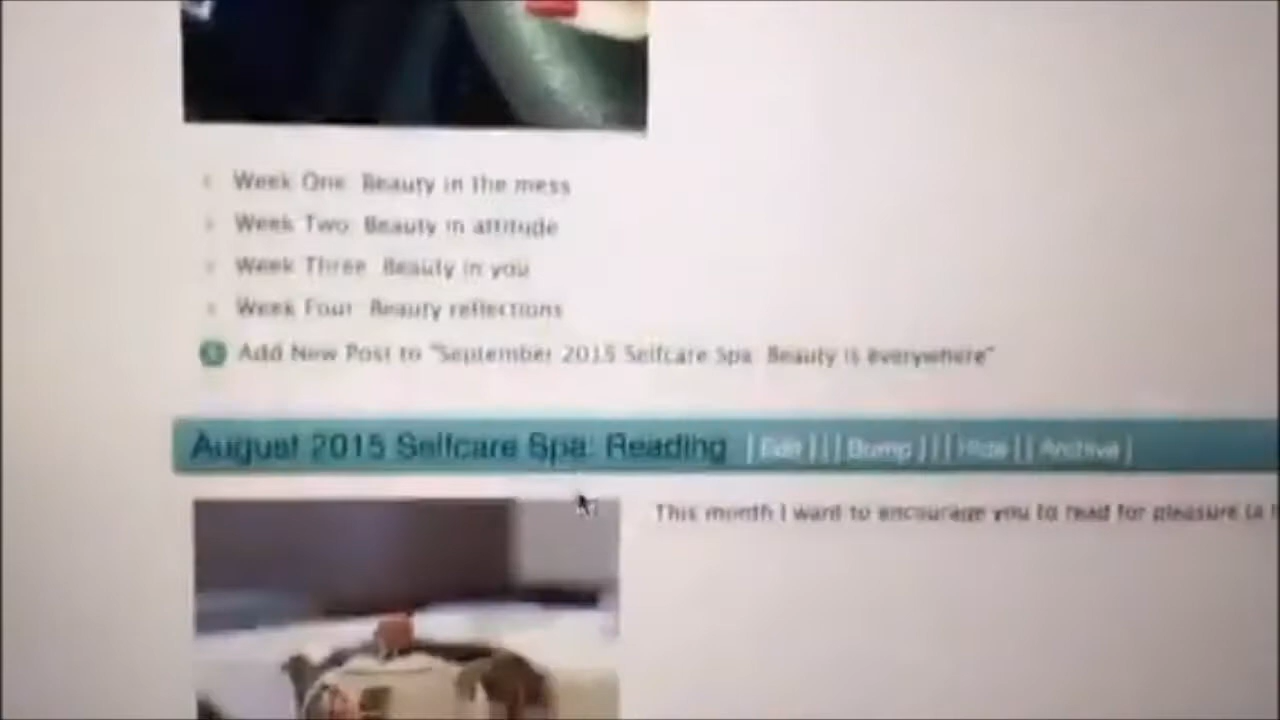 Week One: Beauty in the mess
Week Two: Beauty in attitude
Week Three: Beauty in you
Week Four: Beauty reflections
Add New Post to "September 2015 Selfcare Spa: Beauty is everywhere"
August 2015 Selfcare Spa: Reading [ Edit ] [ Bump ] [ Hide ] [ Archive ]
This month I want to encourage you to read for pleasure (a